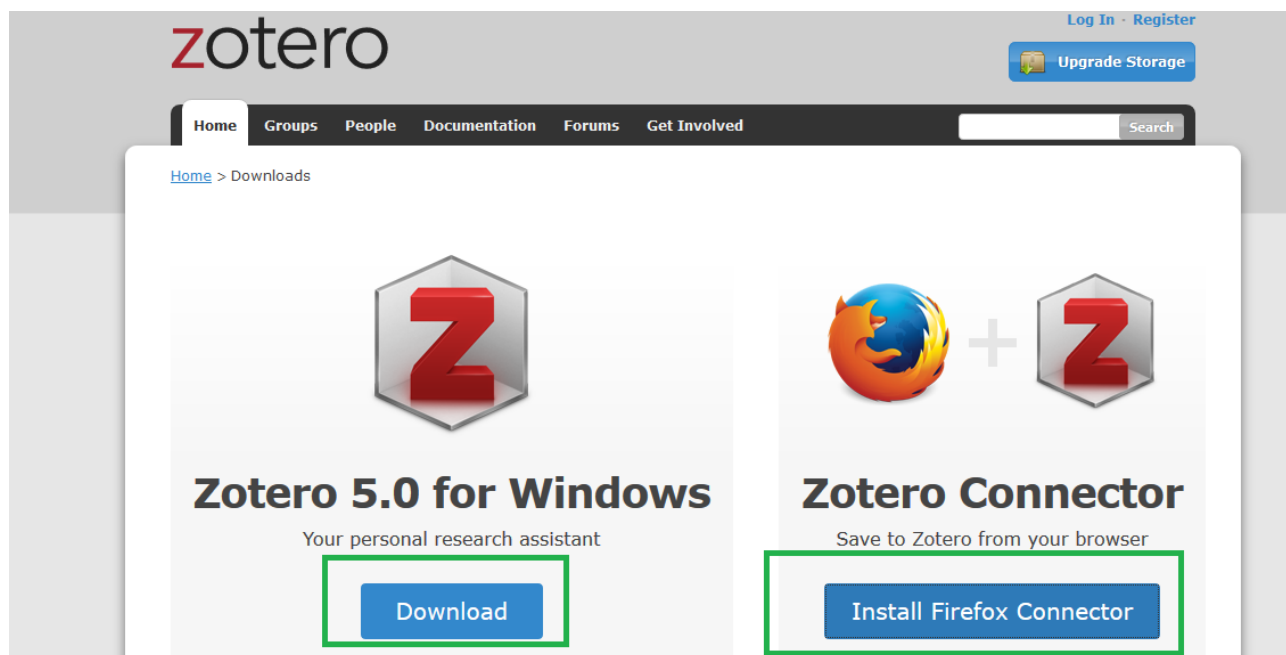 zotero
Log In · Register
Upgrade Storage
Home Groups People Documentation Forums Get Involved
Search
Home > Downloads
Z
Z
Zotero 5.0 for Windows
Your personal research assistant
Download
Zotero Connector
Save to Zotero from your browser
Install Firefox Connector